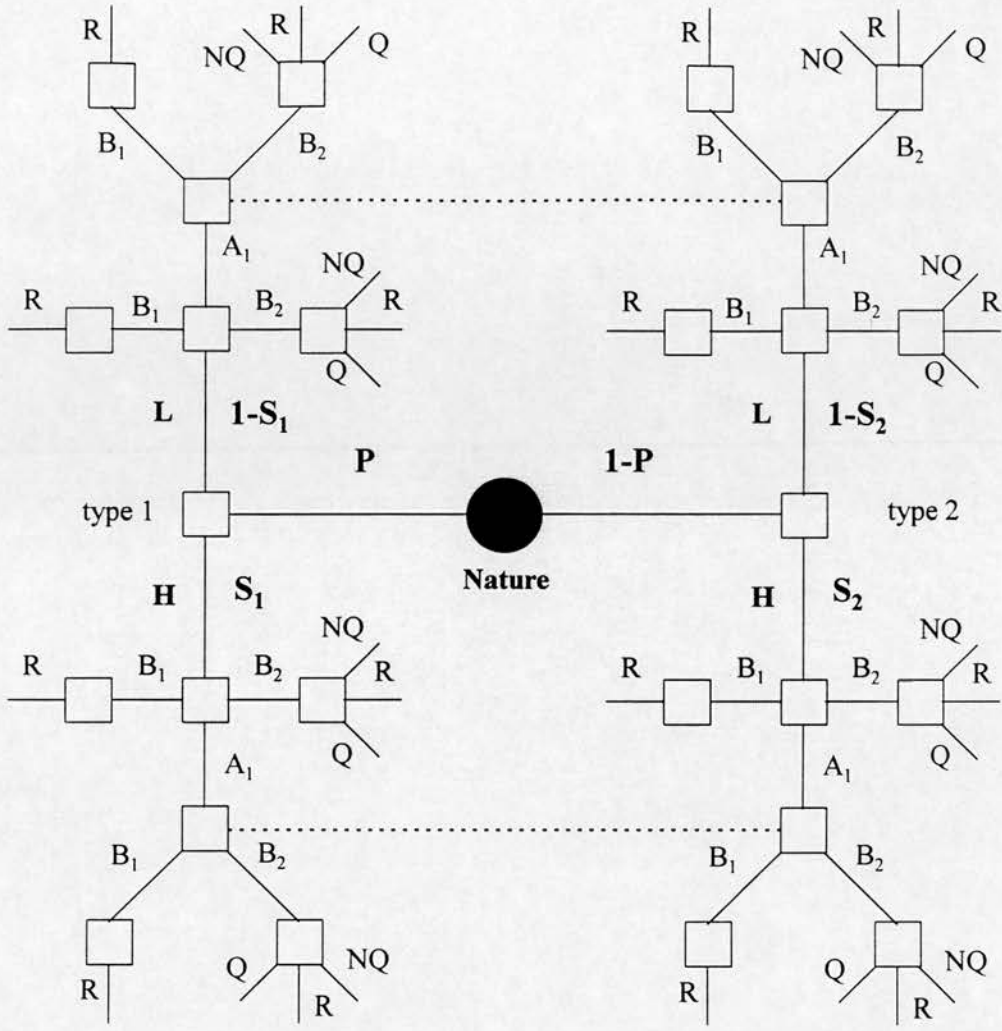 R NQ R Q R NQ R Q
B₁ B₂ B₁ B₂
A₁ A₁
R B₁ B₂ NQ R Q R B₁ B₂ NQ R Q
L 1-S₁ L 1-S₂
P 1-P
type 1 type 2
Nature
H S₁ H S₂
R B₁ B₂ NQ R Q R B₁ B₂ NQ R Q
A₁ A₁
B₁ B₂ B₁ B₂
R Q R NQ R Q R NQ